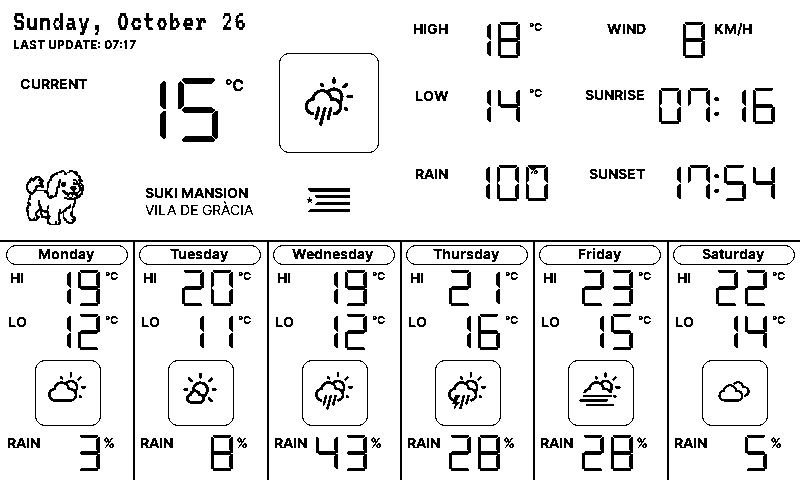 Sunday, October 26
LAST UPDATE: 07:17
CURRENT 15 °C
HIGH 18 °C
WIND 8 KM/H
LOW 14 °C
SUNRISE 07:16
RAIN 100 %
SUNSET 17:54
SUKI MANSION
VILA DE GRÀCIA
Monday
HI 19 °C
LO 12 °C
RAIN 3 %
Tuesday
HI 20 °C
LO 11 °C
RAIN 8 %
Wednesday
HI 19 °C
LO 12 °C
RAIN 43 %
Thursday
HI 21 °C
LO 16 °C
RAIN 28 %
Friday
HI 23 °C
LO 15 °C
RAIN 28 %
Saturday
HI 22 °C
LO 14 °C
RAIN 5 %